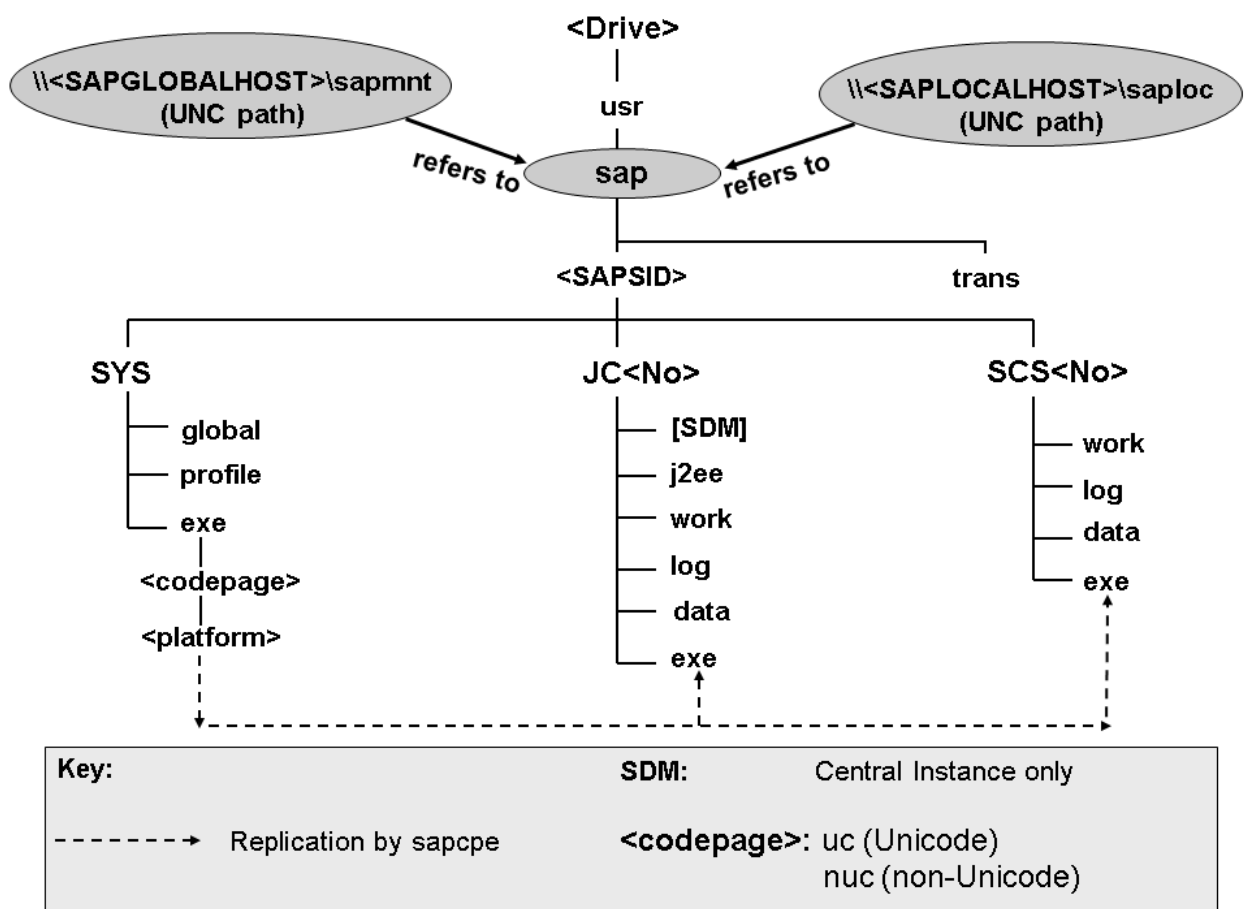 <Drive>
\\<SAPGLOBALHOST>\sapmnt
(UNC path)
\\<SAPLOCALHOST>\saploc
(UNC path)
usr
refers to
sap
refers to
<SAPSID>
trans
SYS
JC<No>
SCS<No>
global
profile
exe
<codepage>
<platform>
[SDM]
j2ee
work
log
data
exe
work
log
data
exe
Key:
SDM: Central Instance only
Replication by sapcpe
<codepage>: uc (Unicode)
nuc (non-Unicode)